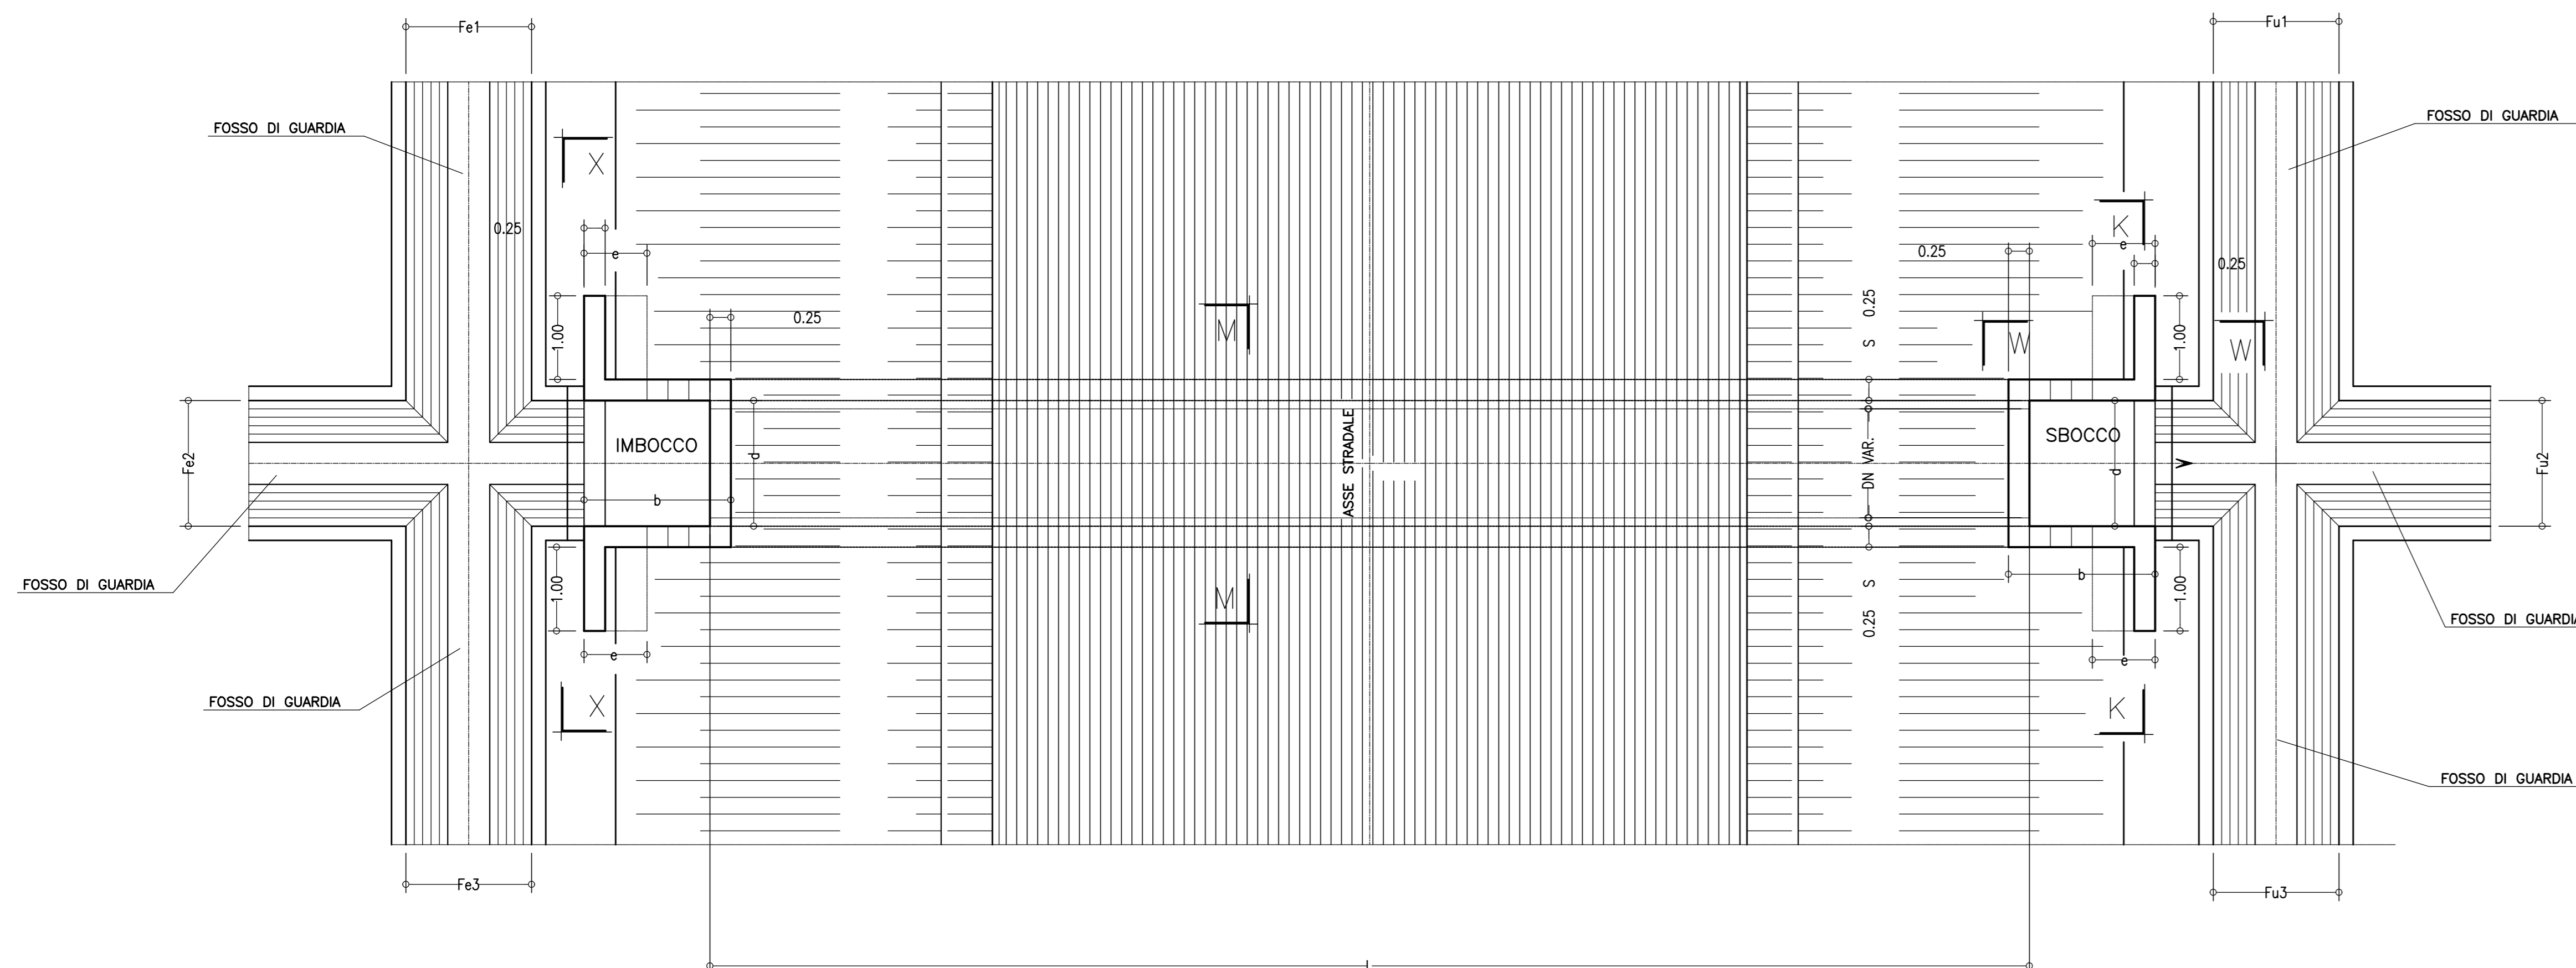 Fe1
Fu1
FOSSO DI GUARDIA
FOSSO DI GUARDIA
X
K
0.25
e
e
0.25
0.25
0.25
0.25
S
1.00
M
W
1.00
W
IMBOCCO
SBOCCO
Fe2
d
b
ASSE STRADALE
DN VAR.
d
Fu2
FOSSO DI GUARDIA
1.00
M
S
0.25
b
1.00
FOSSO DI GUARDI
e
e
FOSSO DI GUARDIA
X
K
FOSSO DI GUARDIA
Fe3
Fu3